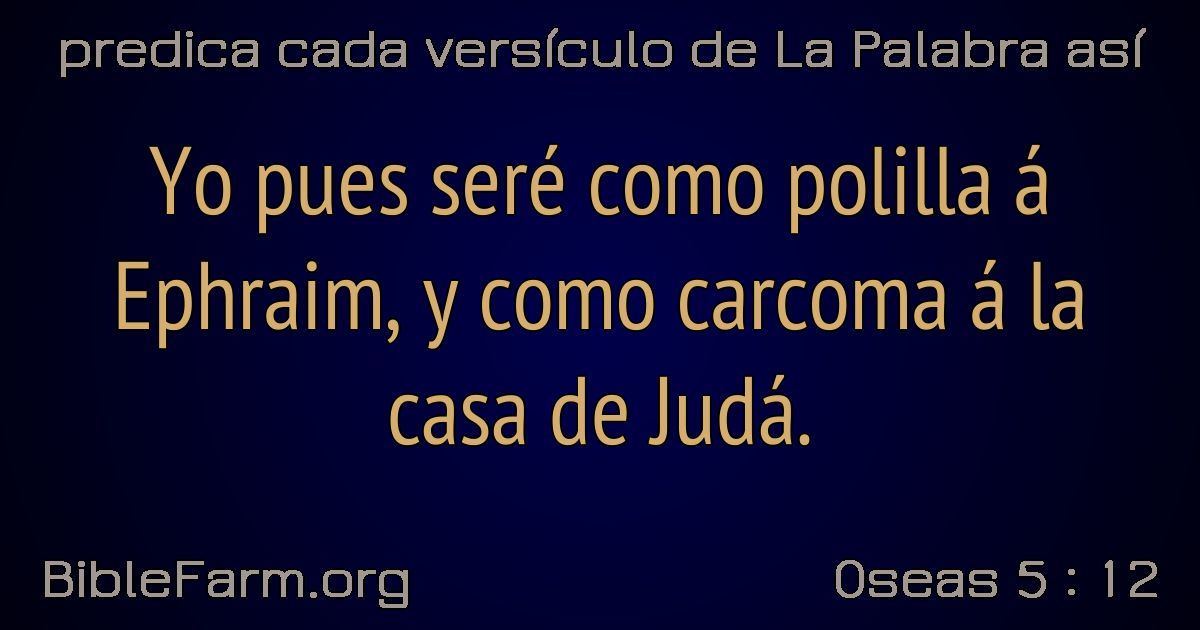 predica cada versículo de La Palabra así
Yo pues seré como polilla á
Ephraim, y como carcoma á la
casa de Judá.
BibleFarm.org
Oseas 5 : 12